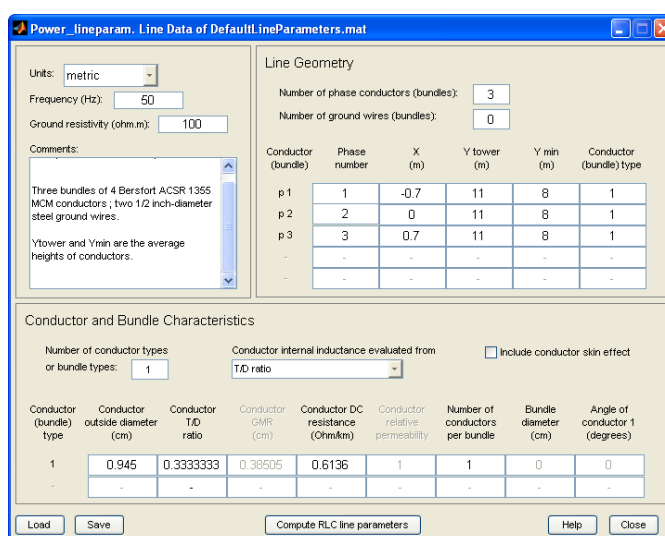 Power_lineparam. Line Data of DefaultLineParameters.mat
Units: metric
Frequency (Hz): 50
Ground resistivity (ohm.m): 100
Comments:
Three bundles of 4 Bersfort ACSR 1355
MCM conductors ; two 1/2 inch-diameter
steel ground wires.
Ytower and Ymin are the average
heights of conductors.
Line Geometry
Number of phase conductors (bundles): 3
Number of ground wires (bundles): 0
Conductor (bundle) Phase number X (m) Y tower (m) Y min (m) Conductor (bundle) type
p 1 1 -0.7 11 8 1
p 2 2 0 11 8 1
p 3 3 0.7 11 8 1
- - - - - -
- - - - - -
Conductor and Bundle Characteristics
Number of conductor types
or bundle types: 1
Conductor internal inductance evaluated from
T/D ratio
Include conductor skin effect
Conductor (bundle) type Conductor outside diameter (cm) Conductor T/D ratio Conductor GMR (cm) Conductor DC resistance (Ohm/km) Conductor relative permeability Number of conductors per bundle Bundle diameter (cm) Angle of conductor 1 (degrees)
1 0.945 0.3333333 0.38505 0.6136 1 1 0 0
- - - - - - - - -
Load Save Compute RLC line parameters Help Close